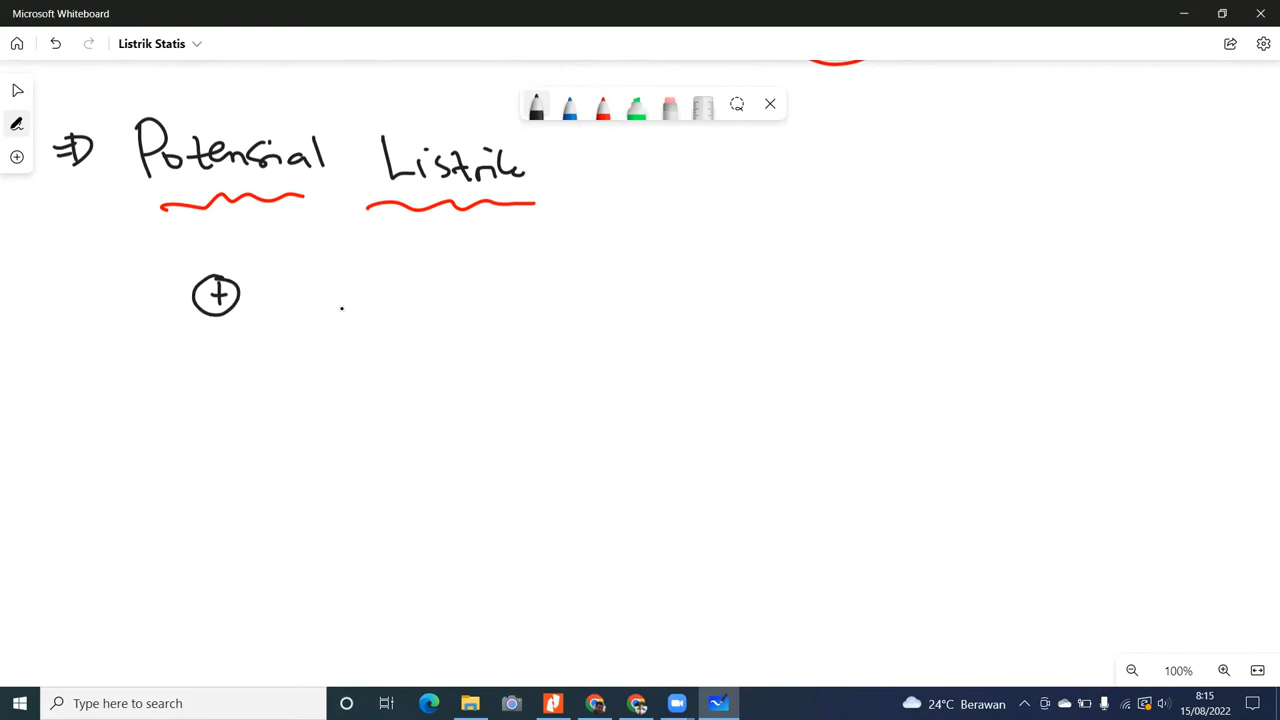 Microsoft Whiteboard
Listrik Statis
⇒ Potensial Listrik
+
100%
Type here to search
24°C Berawan
8:15
15/08/2022